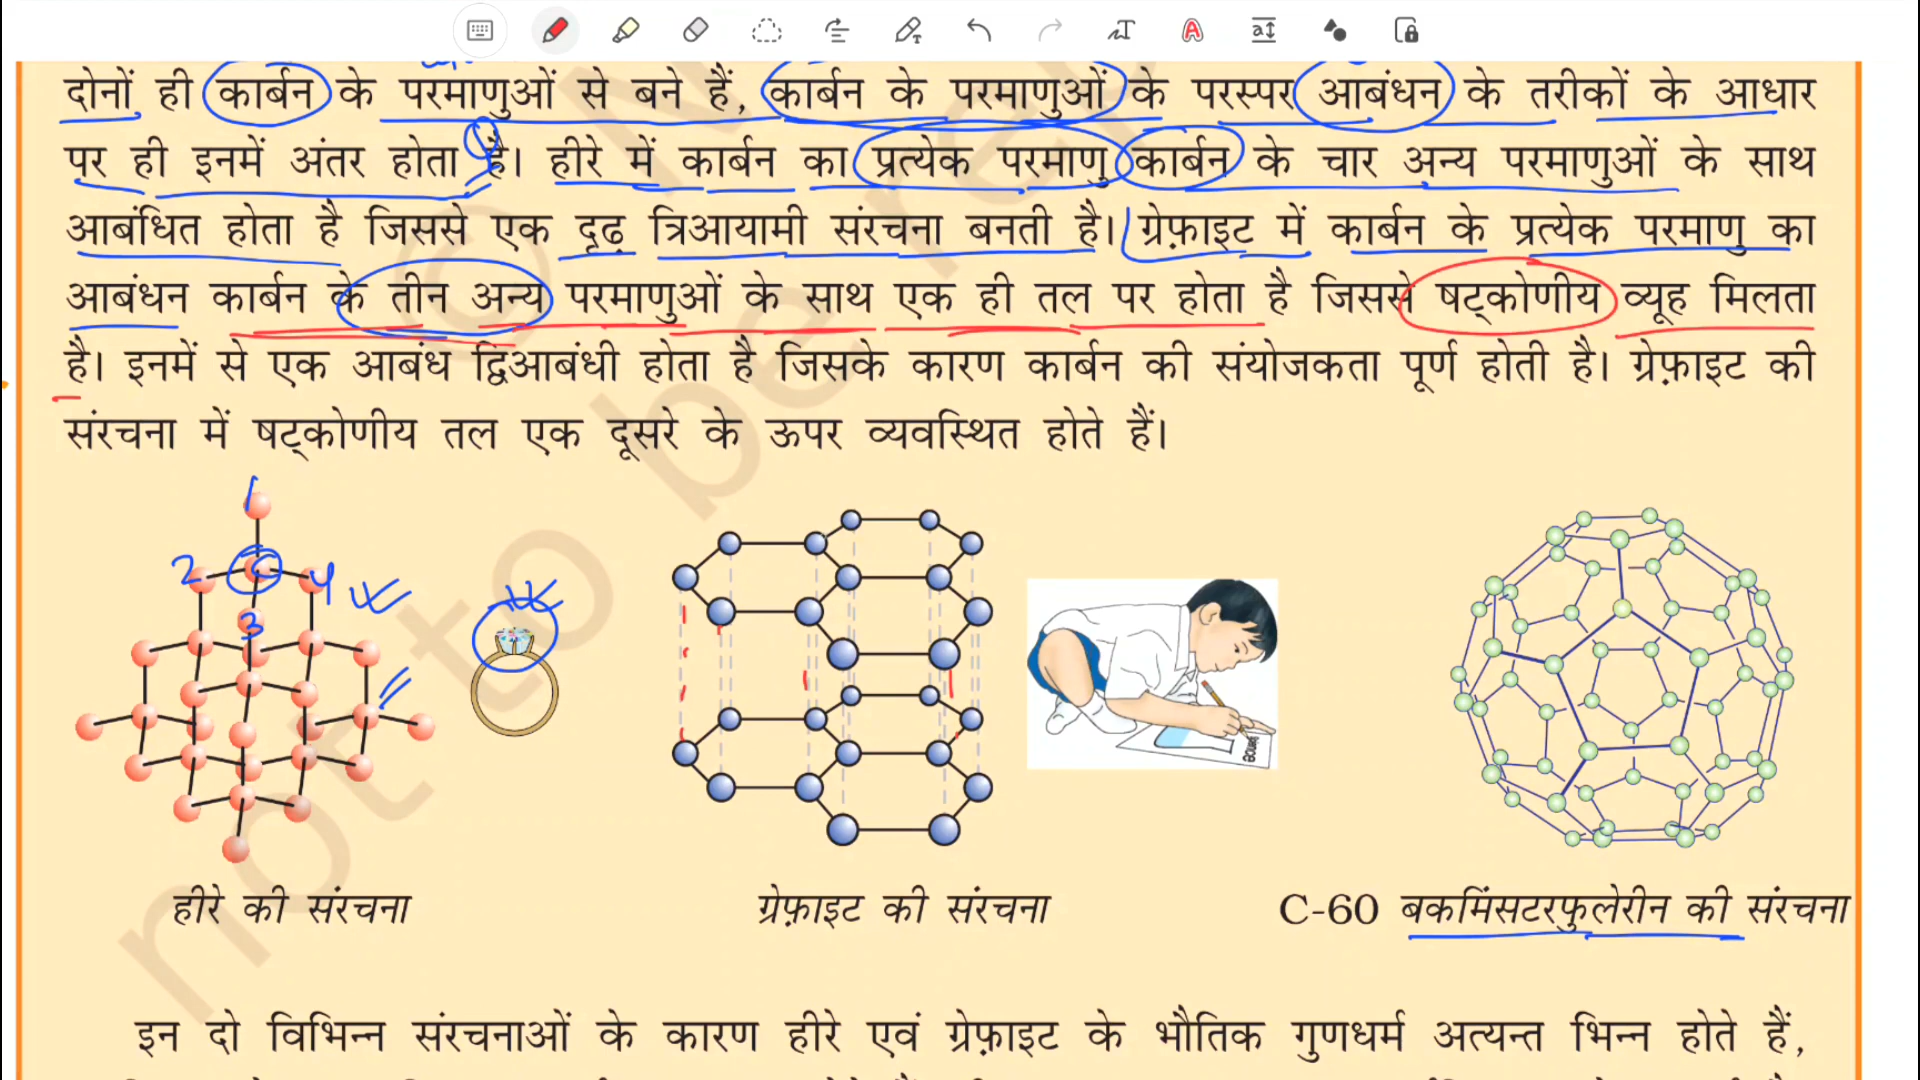 दोनों ही कार्बन के परमाणुओं से बने हैं, कार्बन के परमाणुओं के परस्पर आबंधन के तरीकों के आधार
पर ही इनमें अंतर होता है। हीरे में कार्बन का प्रत्येक परमाणु कार्बन के चार अन्य परमाणुओं के साथ
आबंधित होता है जिससे एक दृढ़ त्रिआयामी संरचना बनती है। ग्रेफ़ाइट में कार्बन के प्रत्येक परमाणु का
आबंधन कार्बन के तीन अन्य परमाणुओं के साथ एक ही तल पर होता है जिससे षट्कोणीय व्यूह मिलता
है। इनमें से एक आबंध द्विआबंधी होता है जिसके कारण कार्बन की संयोजकता पूर्ण होती है। ग्रेफ़ाइट की
संरचना में षट्कोणीय तल एक दूसरे के ऊपर व्यवस्थित होते हैं।
1
2 C 4
3
हीरे की संरचना
ग्रेफ़ाइट की संरचना
C-60 बकमिंसटरफुलेरीन की संरचना
not to be re
इन दो विभिन्न संरचनाओं के कारण हीरे एवं ग्रेफ़ाइट के भौतिक गुणधर्म अत्यन्त भिन्न होते हैं,